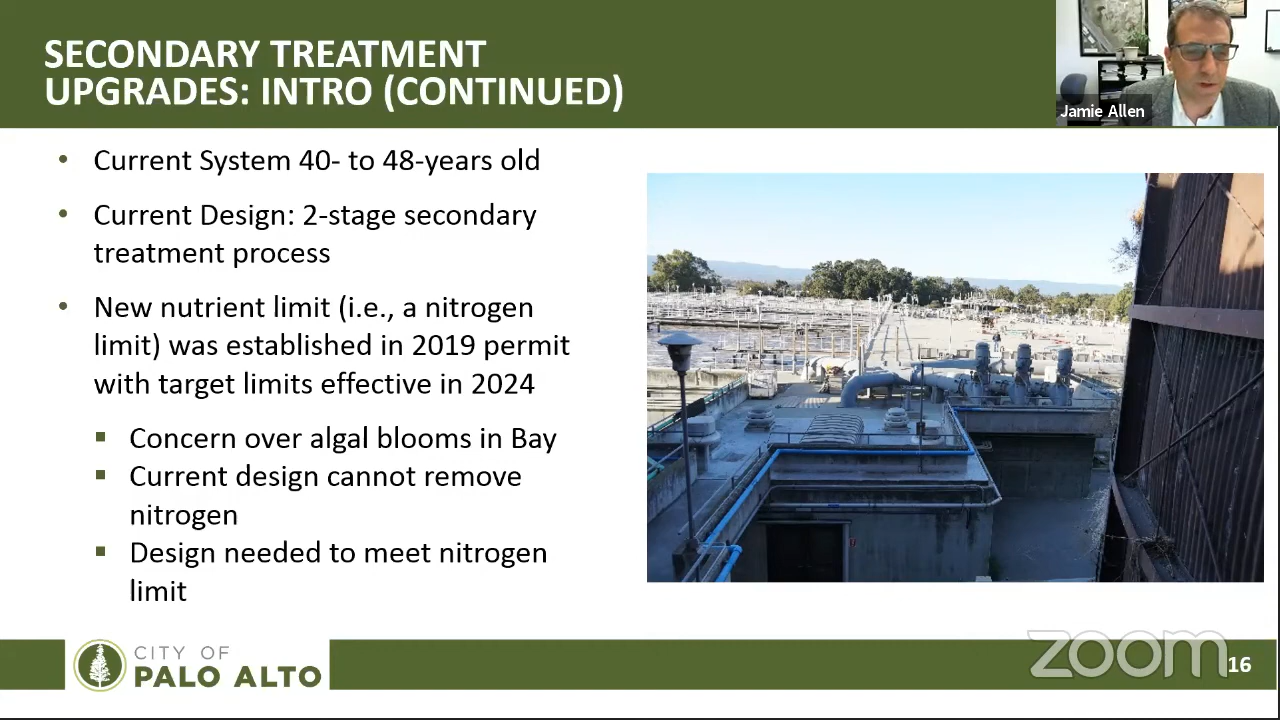 SECONDARY TREATMENT
UPGRADES: INTRO (CONTINUED)
Jamie Allen
• Current System 40- to 48-years old
• Current Design: 2-stage secondary
treatment process
• New nutrient limit (i.e., a nitrogen
limit) was established in 2019 permit
with target limits effective in 2024
▪ Concern over algal blooms in Bay
▪ Current design cannot remove
nitrogen
▪ Design needed to meet nitrogen
limit
CITY OF
PALO ALTO
zoom
16